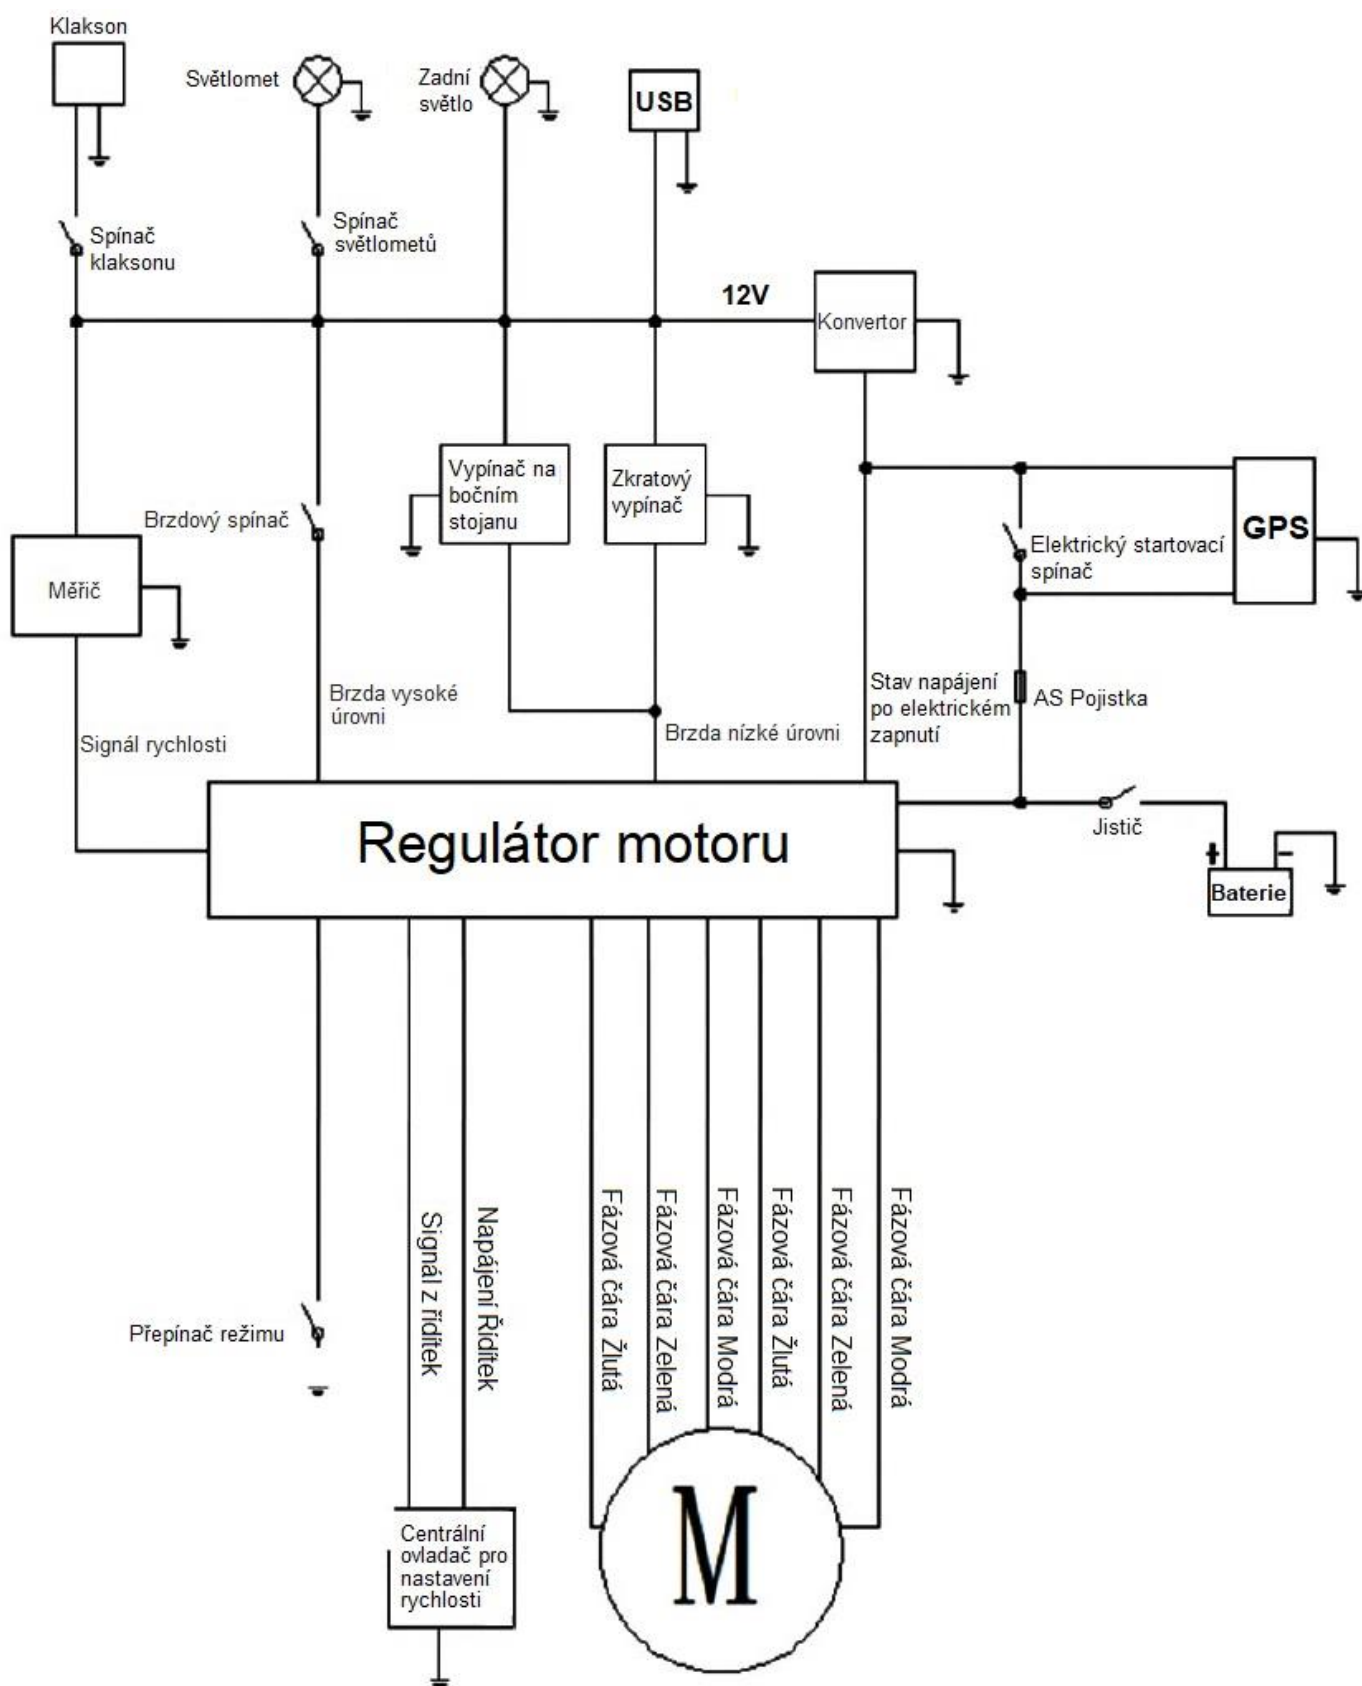 Klakson
Světlomet
Zadní
světlo
USB
Spínač
klaksonu
Spínač
světlometů
12V
Konvertor
Vypínač na
bočním
stojanu
Zkratový
vypínač
GPS
Brzdový spínač
Elektrický startovací
spínač
Měřič
Stav napájení
po elektrickém
zapnutí
AS Pojistka
Brzda vysoké
úrovni
Signál rychlosti
Brzda nízké úrovni
Regulátor motoru
Jistič
+
-
Baterie
Signál z řídítek
Napájení Řídítek
Fázová čára Žlutá
Fázová čára Zelená
Fázová čára Modrá
Fázová čára Žlutá
Fázová čára Zelená
Fázová čára Modrá
Přepínač režimu
Centrální
ovladač pro
nastavení
rychlosti
M